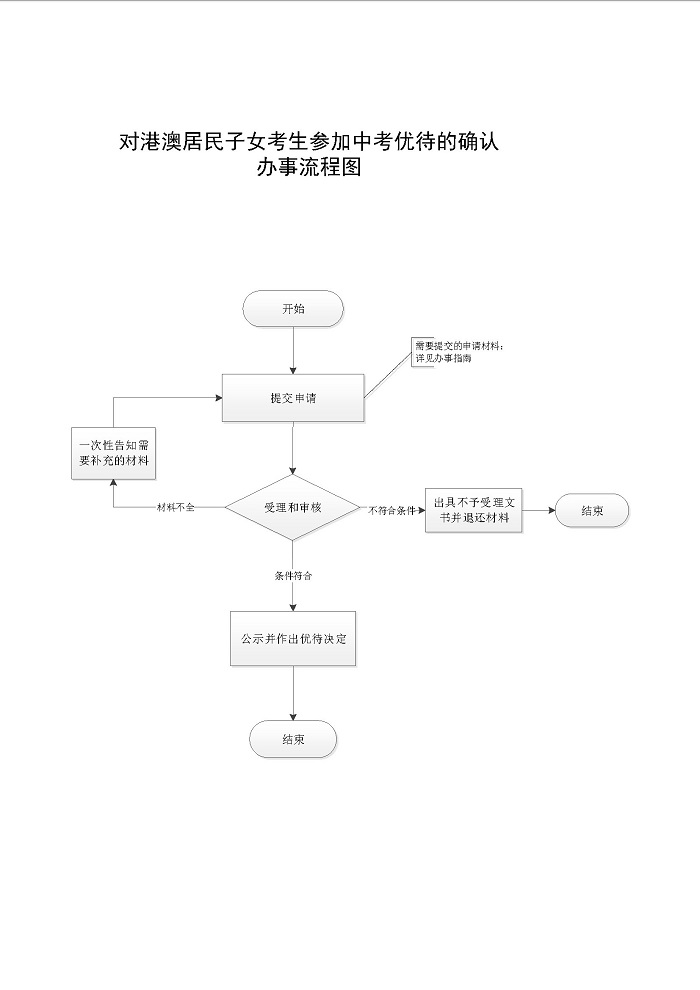 对港澳居民子女考生参加中考优待的确认
办事流程图
开始
需要提交的申请材料：
详见办事指南
提交申请
一次性告知需
要补充的材料
材料不全
受理和审核
不符合条件
出具不予受理文
书并退还材料
结束
条件符合
公示并作出优待决定
结束